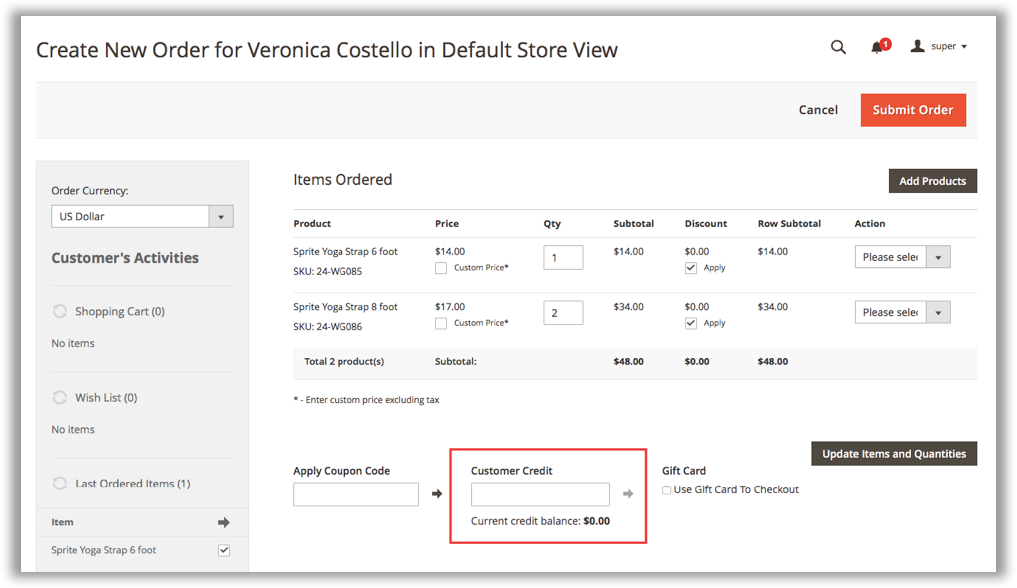 Create New Order for Veronica Costello in Default Store View
1
super
Cancel
Submit Order
Order Currency:
US Dollar
Customer's Activities
Shopping Cart (0)
No items
Wish List (0)
No items
Last Ordered Items (1)
Item
Sprite Yoga Strap 6 foot
Items Ordered
Add Products
Product Price Qty Subtotal Discount Row Subtotal Action
Sprite Yoga Strap 6 foot $14.00 1 $14.00 $0.00 $14.00 Please selec
SKU: 24-WG085 Custom Price* Apply
Sprite Yoga Strap 8 foot $17.00 2 $34.00 $0.00 $34.00 Please selec
SKU: 24-WG086 Custom Price* Apply
Total 2 product(s) Subtotal: $48.00 $0.00 $48.00
* - Enter custom price excluding tax
Update Items and Quantities
Apply Coupon Code
Customer Credit
Current credit balance: $0.00
Gift Card
Use Gift Card To Checkout